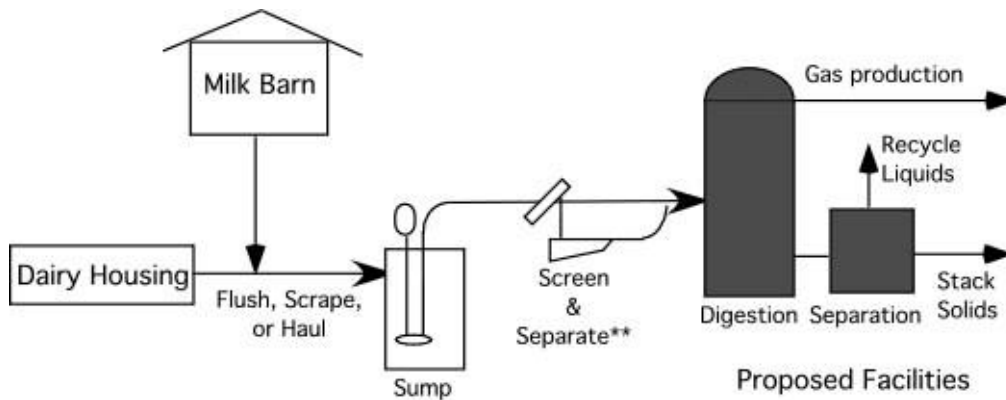 Milk Barn
Dairy Housing
Flush, Scrape,
or Haul
Sump
Screen
&
Separate**
Gas production
Recycle
Liquids
Digestion
Separation
Stack
Solids
Proposed Facilities